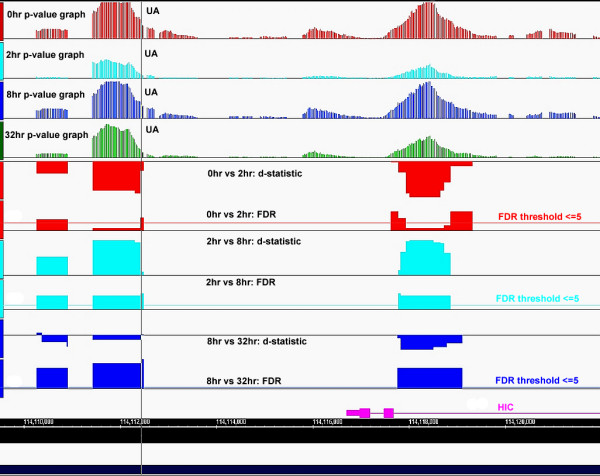 0hr p-value graph UA
2hr p-value graph UA
8hr p-value graph UA
32hr p-value graph UA
0hr vs 2hr: d-statistic
0hr vs 2hr: FDR FDR threshold <=5
2hr vs 8hr: d-statistic
2hr vs 8hr: FDR FDR threshold <=5
8hr vs 32hr: d-statistic
8hr vs 32hr: FDR FDR threshold <=5
HIC
114,110,000 114,112,000 114,114,000 114,116,000 114,118,000 114,120,000